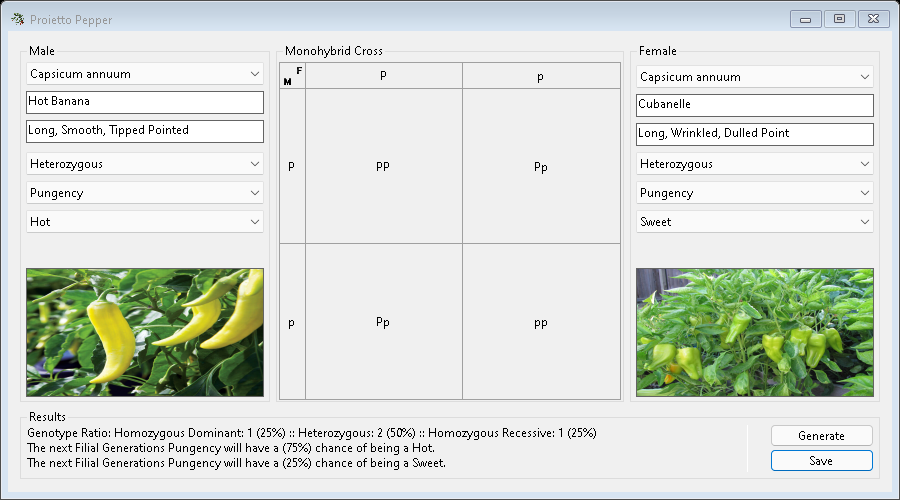 Proietto Pepper
Male
Capsicum annuum
Hot Banana
Long, Smooth, Tipped Pointed
Heterozygous
Pungency
Hot
Monohybrid Cross
F
M
P
p
P
PP
Pp
p
Pp
pp
Female
Capsicum annuum
Cubanelle
Long, Wrinkled, Dulled Point
Heterozygous
Pungency
Sweet
Results
Genotype Ratio: Homozygous Dominant: 1 (25%) :: Heterozygous: 2 (50%) :: Homozygous Recessive: 1 (25%)
The next Filial Generations Pungency will have a (75%) chance of being a Hot.
The next Filial Generations Pungency will have a (25%) chance of being a Sweet.
Generate
Save